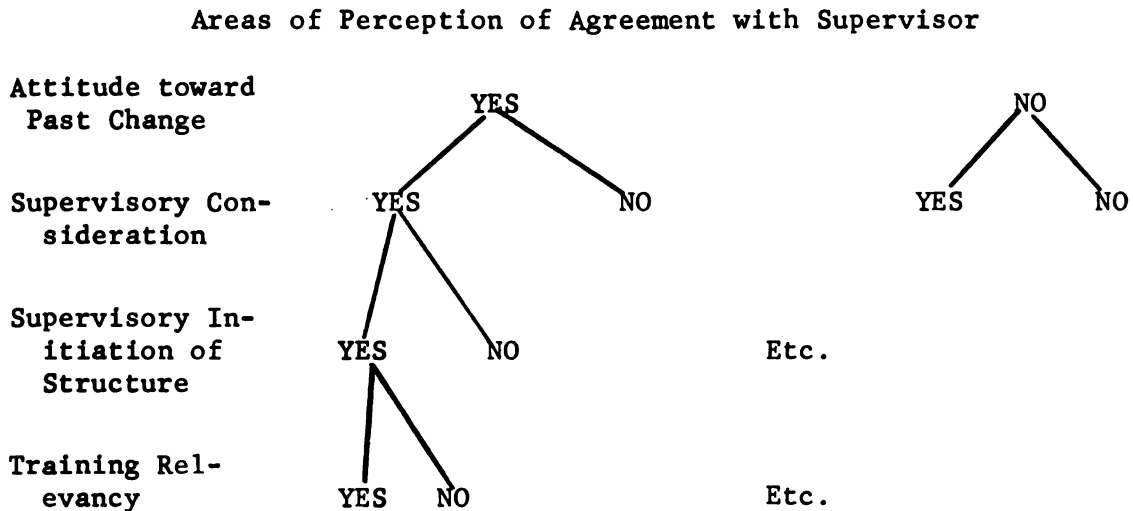 Areas of Perception of Agreement with Supervisor
Attitude toward
Past Change
YES
NO
Supervisory Con-
sideration
YES
NO
YES
NO
Supervisory In-
itiation of
Structure
YES
NO
Etc.
Training Rel-
evancy
YES
NO
Etc.